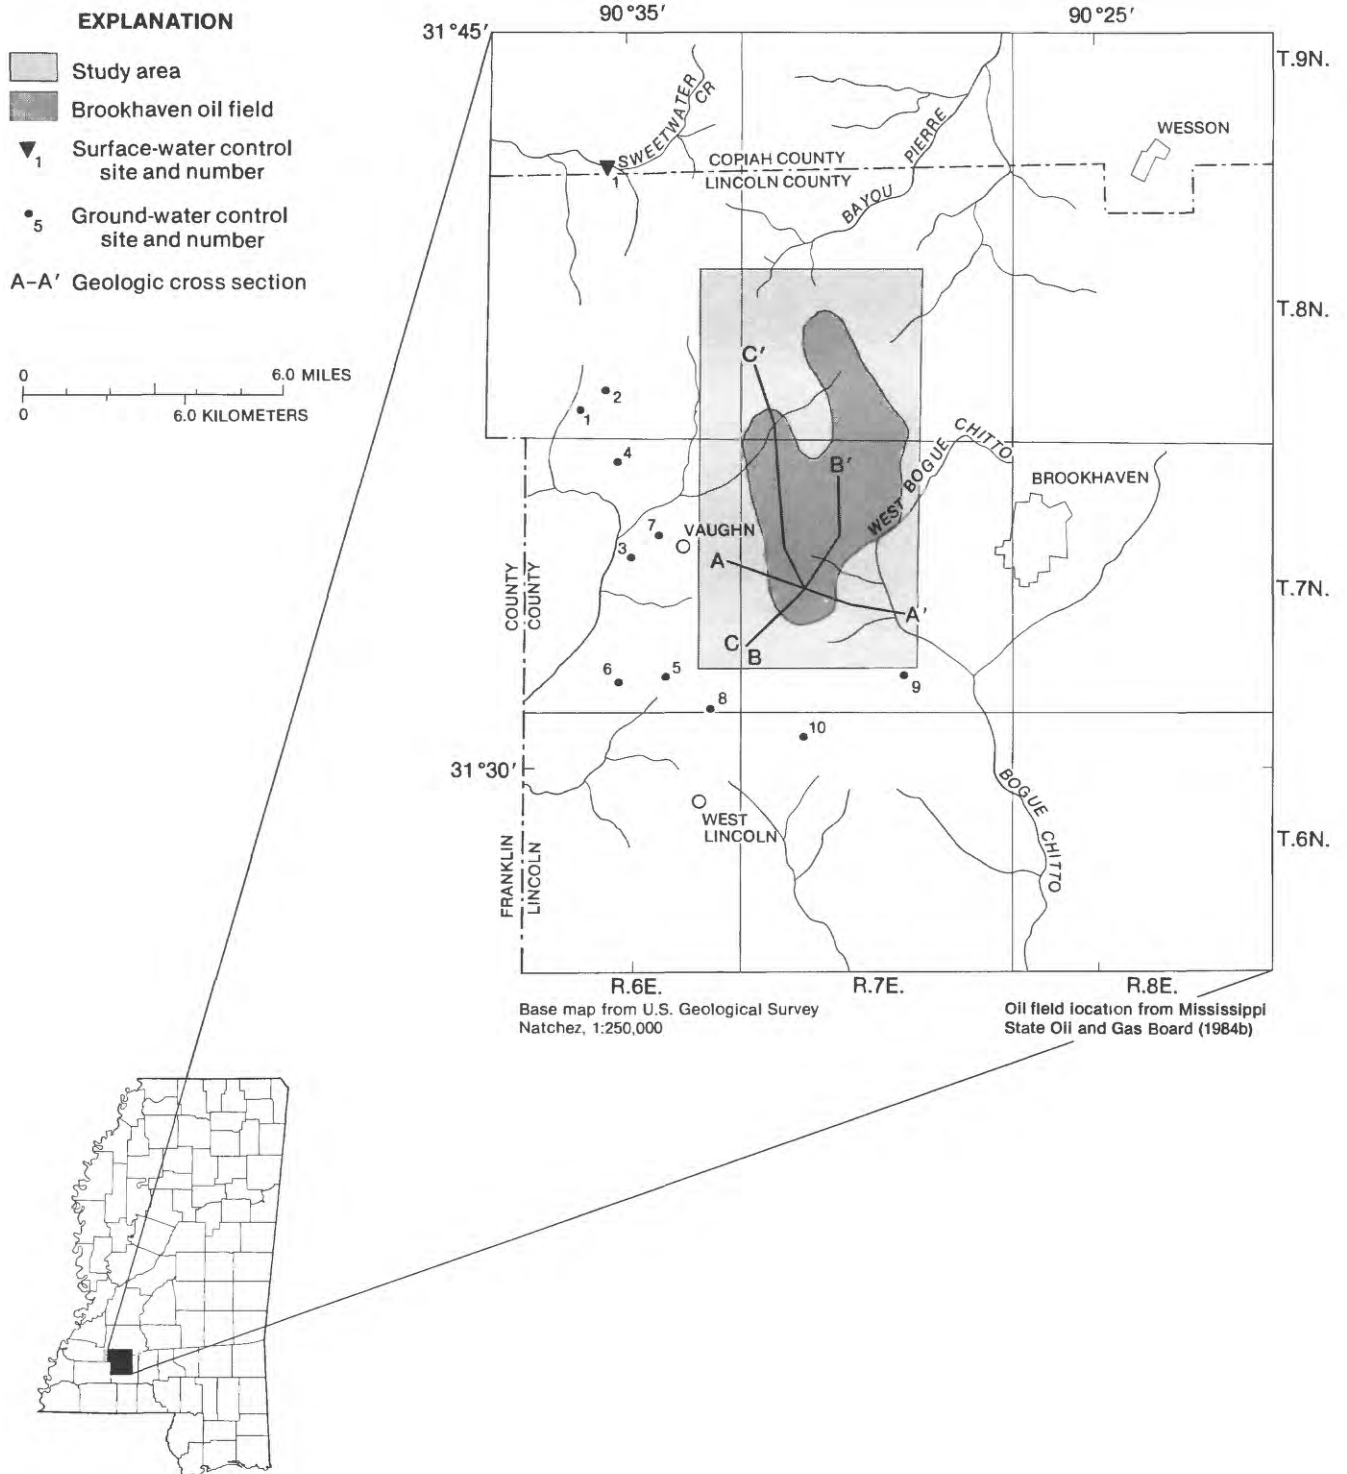 EXPLANATION
Study area
Brookhaven oil field
1
Surface-water control
site and number
5
Ground-water control
site and number
A–A' Geologic cross section
0 6.0 MILES
0 6.0 KILOMETERS
90°35' 90°25'
31°45'
T.9N.
SWEETWATER
CR
1
COPIAH COUNTY
LINCOLN COUNTY
BAYOU PIERRE
WESSON
T.8N.
C'
2
1
4
B'
WEST BOGUE CHITTO
BROOKHAVEN
7
VAUGHN
3
A
A'
T.7N.
COUNTY
COUNTY
C
B
6
5
8
9
10
31°30'
WEST
LINCOLN
BOGUE CHITTO
T.6N.
FRANKLIN
LINCOLN
R.6E. R.7E. R.8E.
Base map from U.S. Geological Survey
Natchez, 1:250,000
Oil field location from Mississippi
State Oil and Gas Board (1984b)